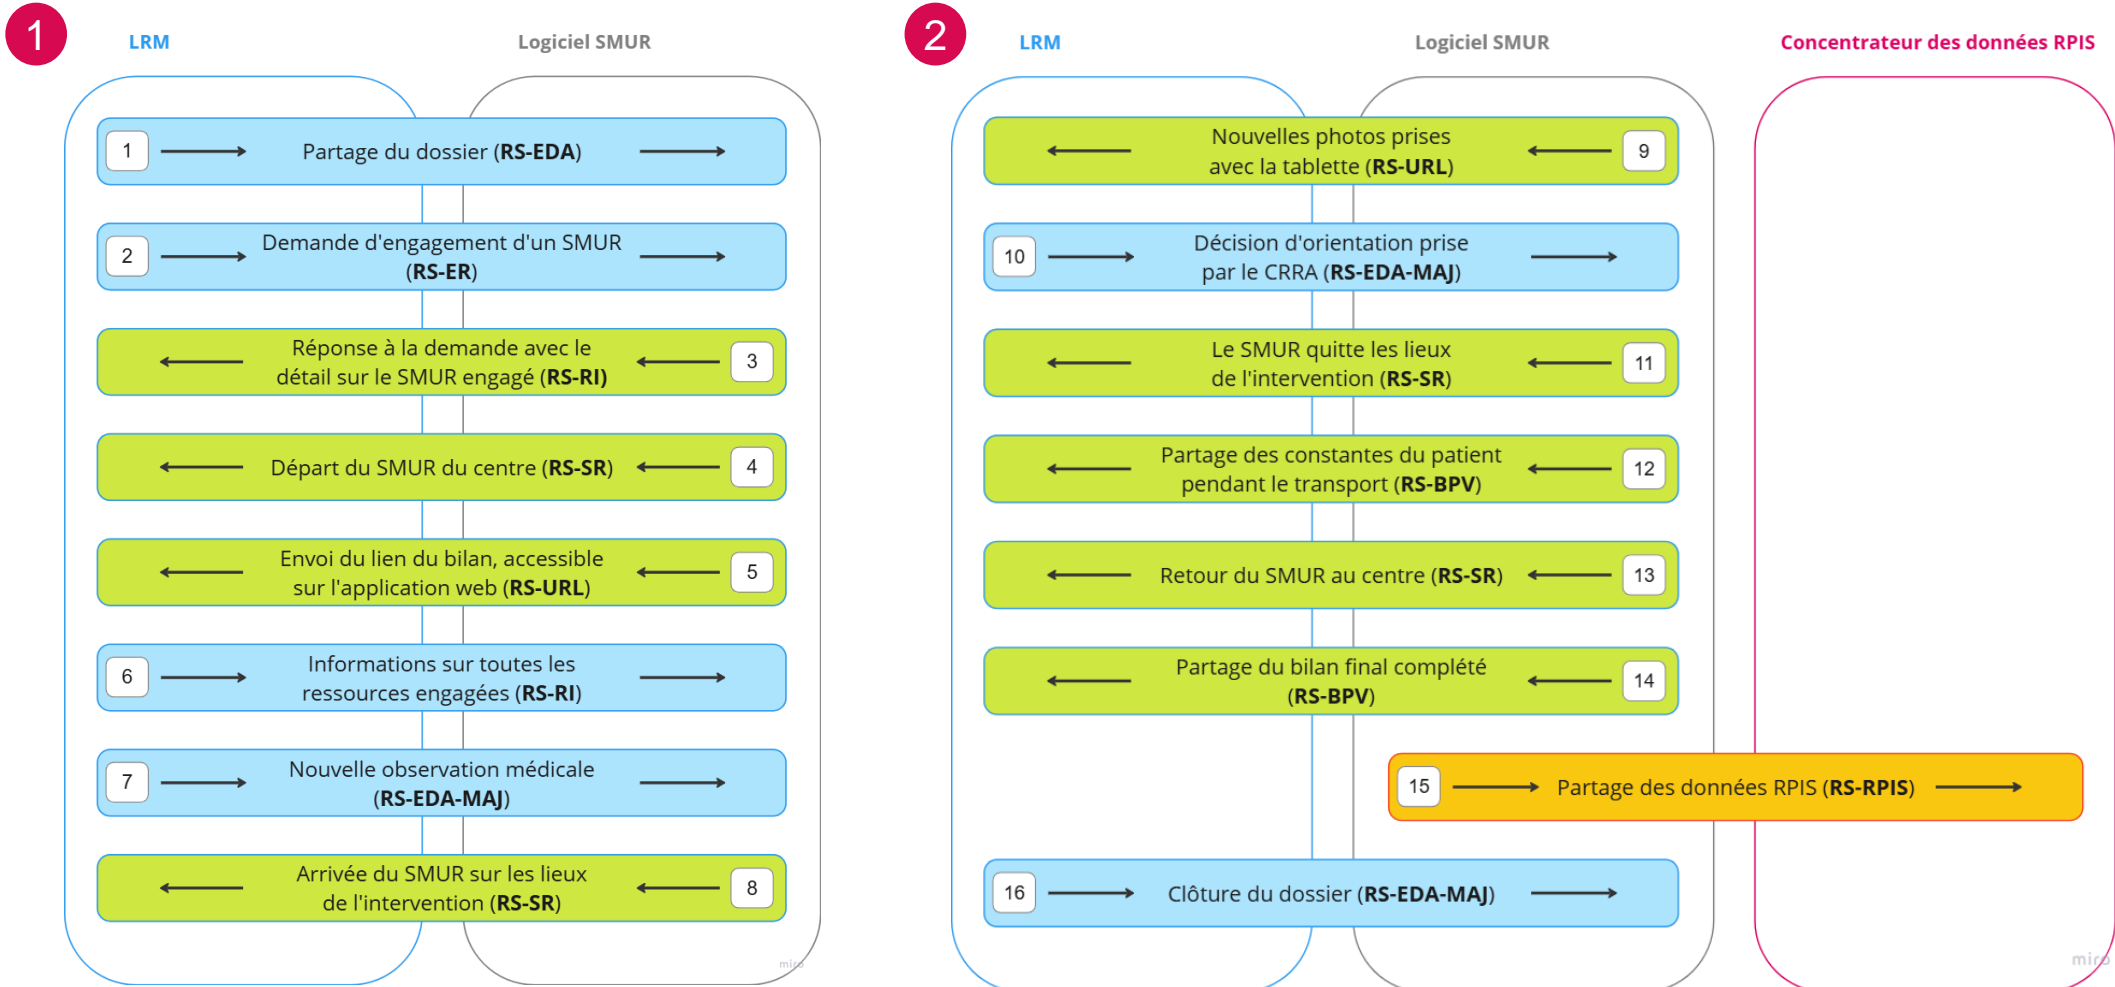 1
LRM
Logiciel SMUR
1
Partage du dossier (RS-EDA)
2
Demande d'engagement d'un SMUR
(RS-ER)
Réponse à la demande avec le
détail sur le SMUR engagé (RS-RI)
3
Départ du SMUR du centre (RS-SR)
4
Envoi du lien du bilan, accessible
sur l'application web (RS-URL)
5
6
Informations sur toutes les
ressources engagées (RS-RI)
7
Nouvelle observation médicale
(RS-EDA-MAJ)
Arrivée du SMUR sur les lieux
de l'intervention (RS-SR)
8
miro
2
LRM
Logiciel SMUR
Concentrateur des données RPIS
Nouvelles photos prises
avec la tablette (RS-URL)
9
10
Décision d'orientation prise
par le CRRA (RS-EDA-MAJ)
Le SMUR quitte les lieux
de l'intervention (RS-SR)
11
Partage des constantes du patient
pendant le transport (RS-BPV)
12
Retour du SMUR au centre (RS-SR)
13
Partage du bilan final complété
(RS-BPV)
14
15
Partage des données RPIS (RS-RPIS)
16
Clôture du dossier (RS-EDA-MAJ)
miro